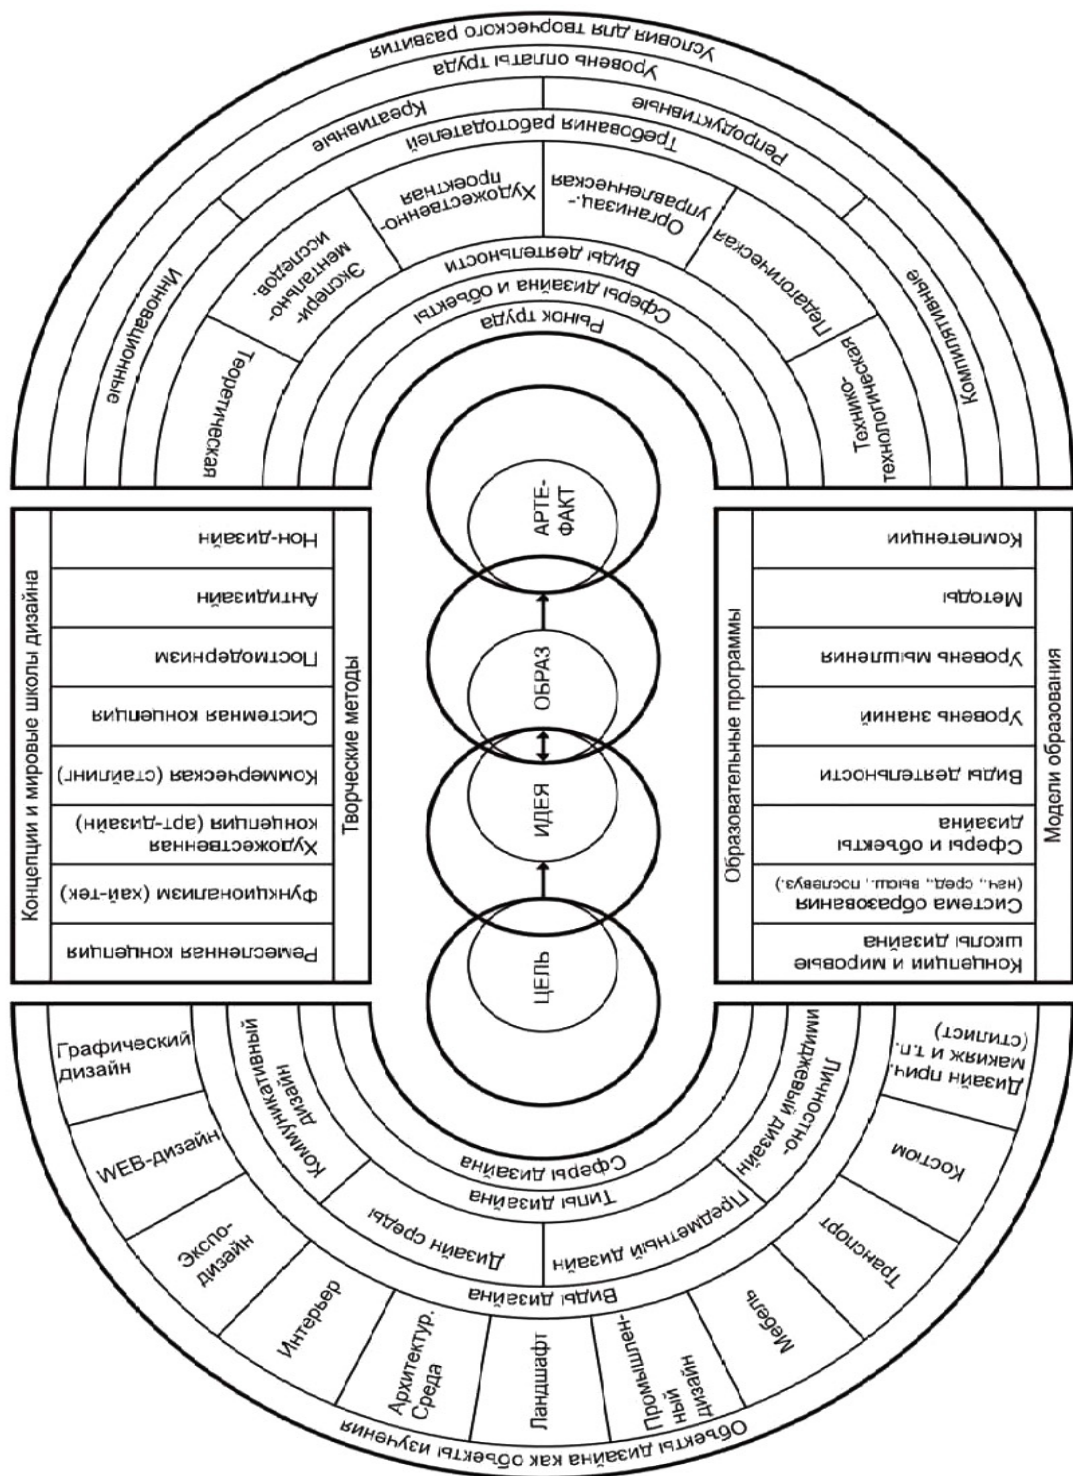 Условия для творческого развития
Уровень оплаты труда
Инновационные
Креативные
Репродуктивные
Компилятивные
Требования работодателей
Теоретическая
Экспери-
ментально-
исследов.
Художественно-
проектная
Организац.-
управленческая
Педагогическая
Технико-
технологическая
Виды деятельности
Сферы дизайна и объекты
Рынок труда
Концепции и мировые школы дизайна
Нон-дизайн
Антидизайн
Постмодернизм
Системная концепция
Коммерческая (стайлинг)
Художественная
концепция (арт-дизайн)
Функционализм (хай-тек)
Ремесленная концепция
Творческие методы
АРТЕ-
ФАКТ
ОБРАЗ
ИДЕЯ
ЦЕЛЬ
Образовательные программы
Компетенции
Методы
Уровень мышления
Уровень знаний
Виды деятельности
Сферы и объекты
дизайна
Система образования
(нач., сред., высш., послевуз.)
Концепции и мировые
школы дизайна
Модели образования
Сферы дизайна
Типы дизайна
Коммуникативный
дизайн
Дизайн среды
Предметный дизайн
Личностно-
имиджевый дизайн
Виды дизайна
Графический
дизайн
WEB-дизайн
Экспо-
дизайн
Интерьер
Архитектур.
Среда
Ландшафт
Промышлен-
ный
дизайн
Мебель
Транспорт
Костюм
Дизайн прич.
макияж и т.п.
(стилист)
Объекты дизайна как объекты изучения